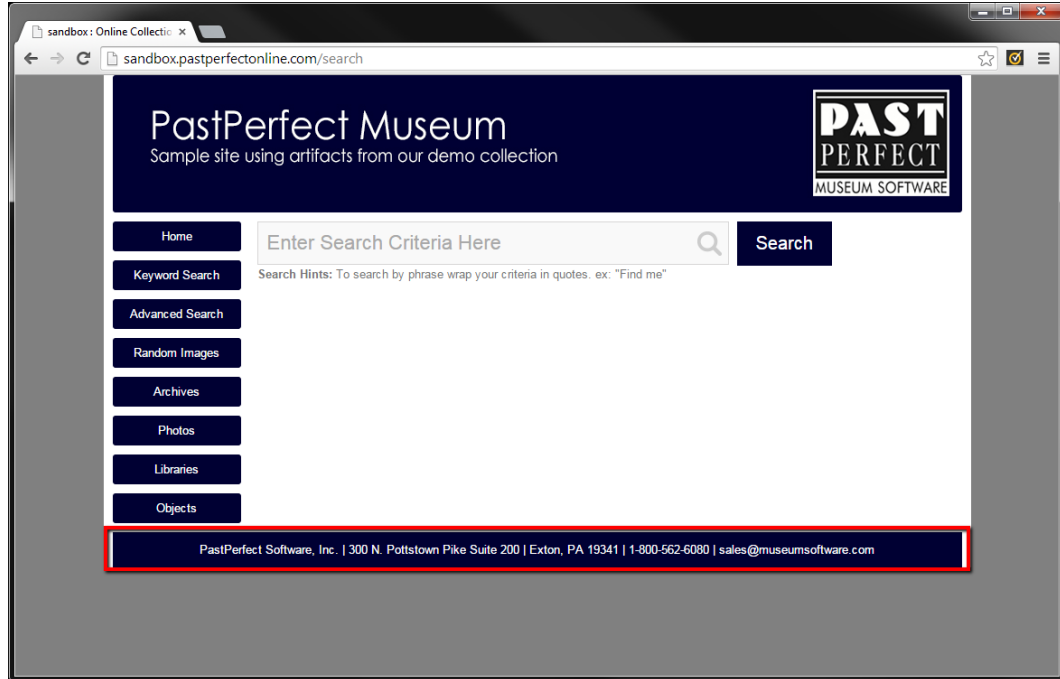 sandbox : Online Collectic
sandbox.pastperfectonline.com/search
PastPerfect Museum
Sample site using artifacts from our demo collection
PAST
PERFECT
MUSEUM SOFTWARE
Home
Enter Search Criteria Here
Search
Keyword Search
Search Hints: To search by phrase wrap your criteria in quotes. ex: "Find me"
Advanced Search
Random Images
Archives
Photos
Libraries
Objects
PastPerfect Software, Inc. | 300 N. Pottstown Pike Suite 200 | Exton, PA 19341 | 1-800-562-6080 | sales@museumsoftware.com